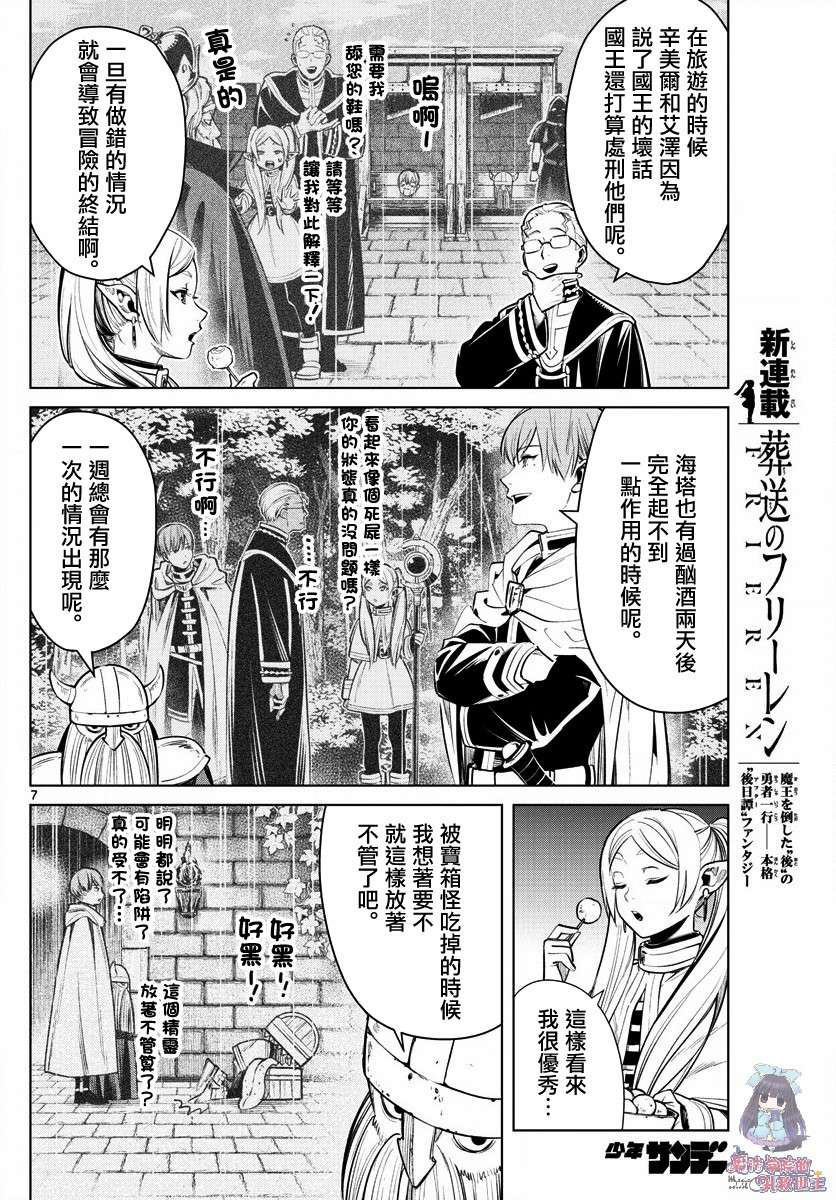 在旅遊的時候
辛美爾和艾澤因為
説了國王的壞話
國王還打算處刑他們呢。
嗚啊ー
需要我
舔您的鞋嗎？
請等等
讓我對此解釋一下！
真是的
一旦有做錯的情況
就會導致冒險的終結啊。
海塔也有過酗酒兩天後
完全起不到
一點作用的時候呢。
看起來像個死屍一樣
你的狀態真的沒問題嗎？
…不行
不行啊…
一週總會有那麼
一次的情況出現呢。
7
這樣看來
我很優秀…
被寶箱怪吃掉的時候
我想著要不
就這樣放著
不管了吧。
好黑ー！
好黑ー！
這個精靈
放著不管算了？
明明都說了
可能會有陷阱了
真的受不了…
新連載
葬送のフリーレン
FRIEREN
魔王を倒した“後”の
勇者一行──本格
“後日譚”ファンタジー
少年サンデー